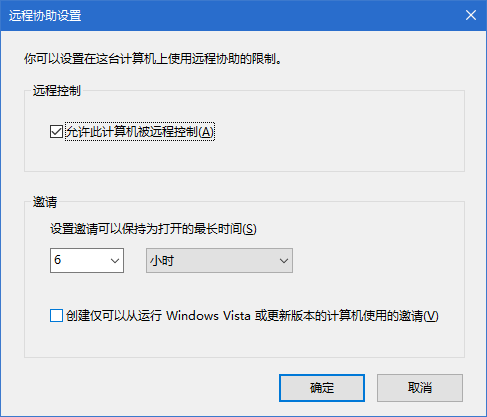 远程协助设置
你可以设置在这台计算机上使用远程协助的限制。
远程控制
允许此计算机被远程控制(A)
邀请
设置邀请可以保持为打开的最长时间(S)
6 小时
创建仅可以从运行 Windows Vista 或更新版本的计算机使用的邀请(V)
确定 取消